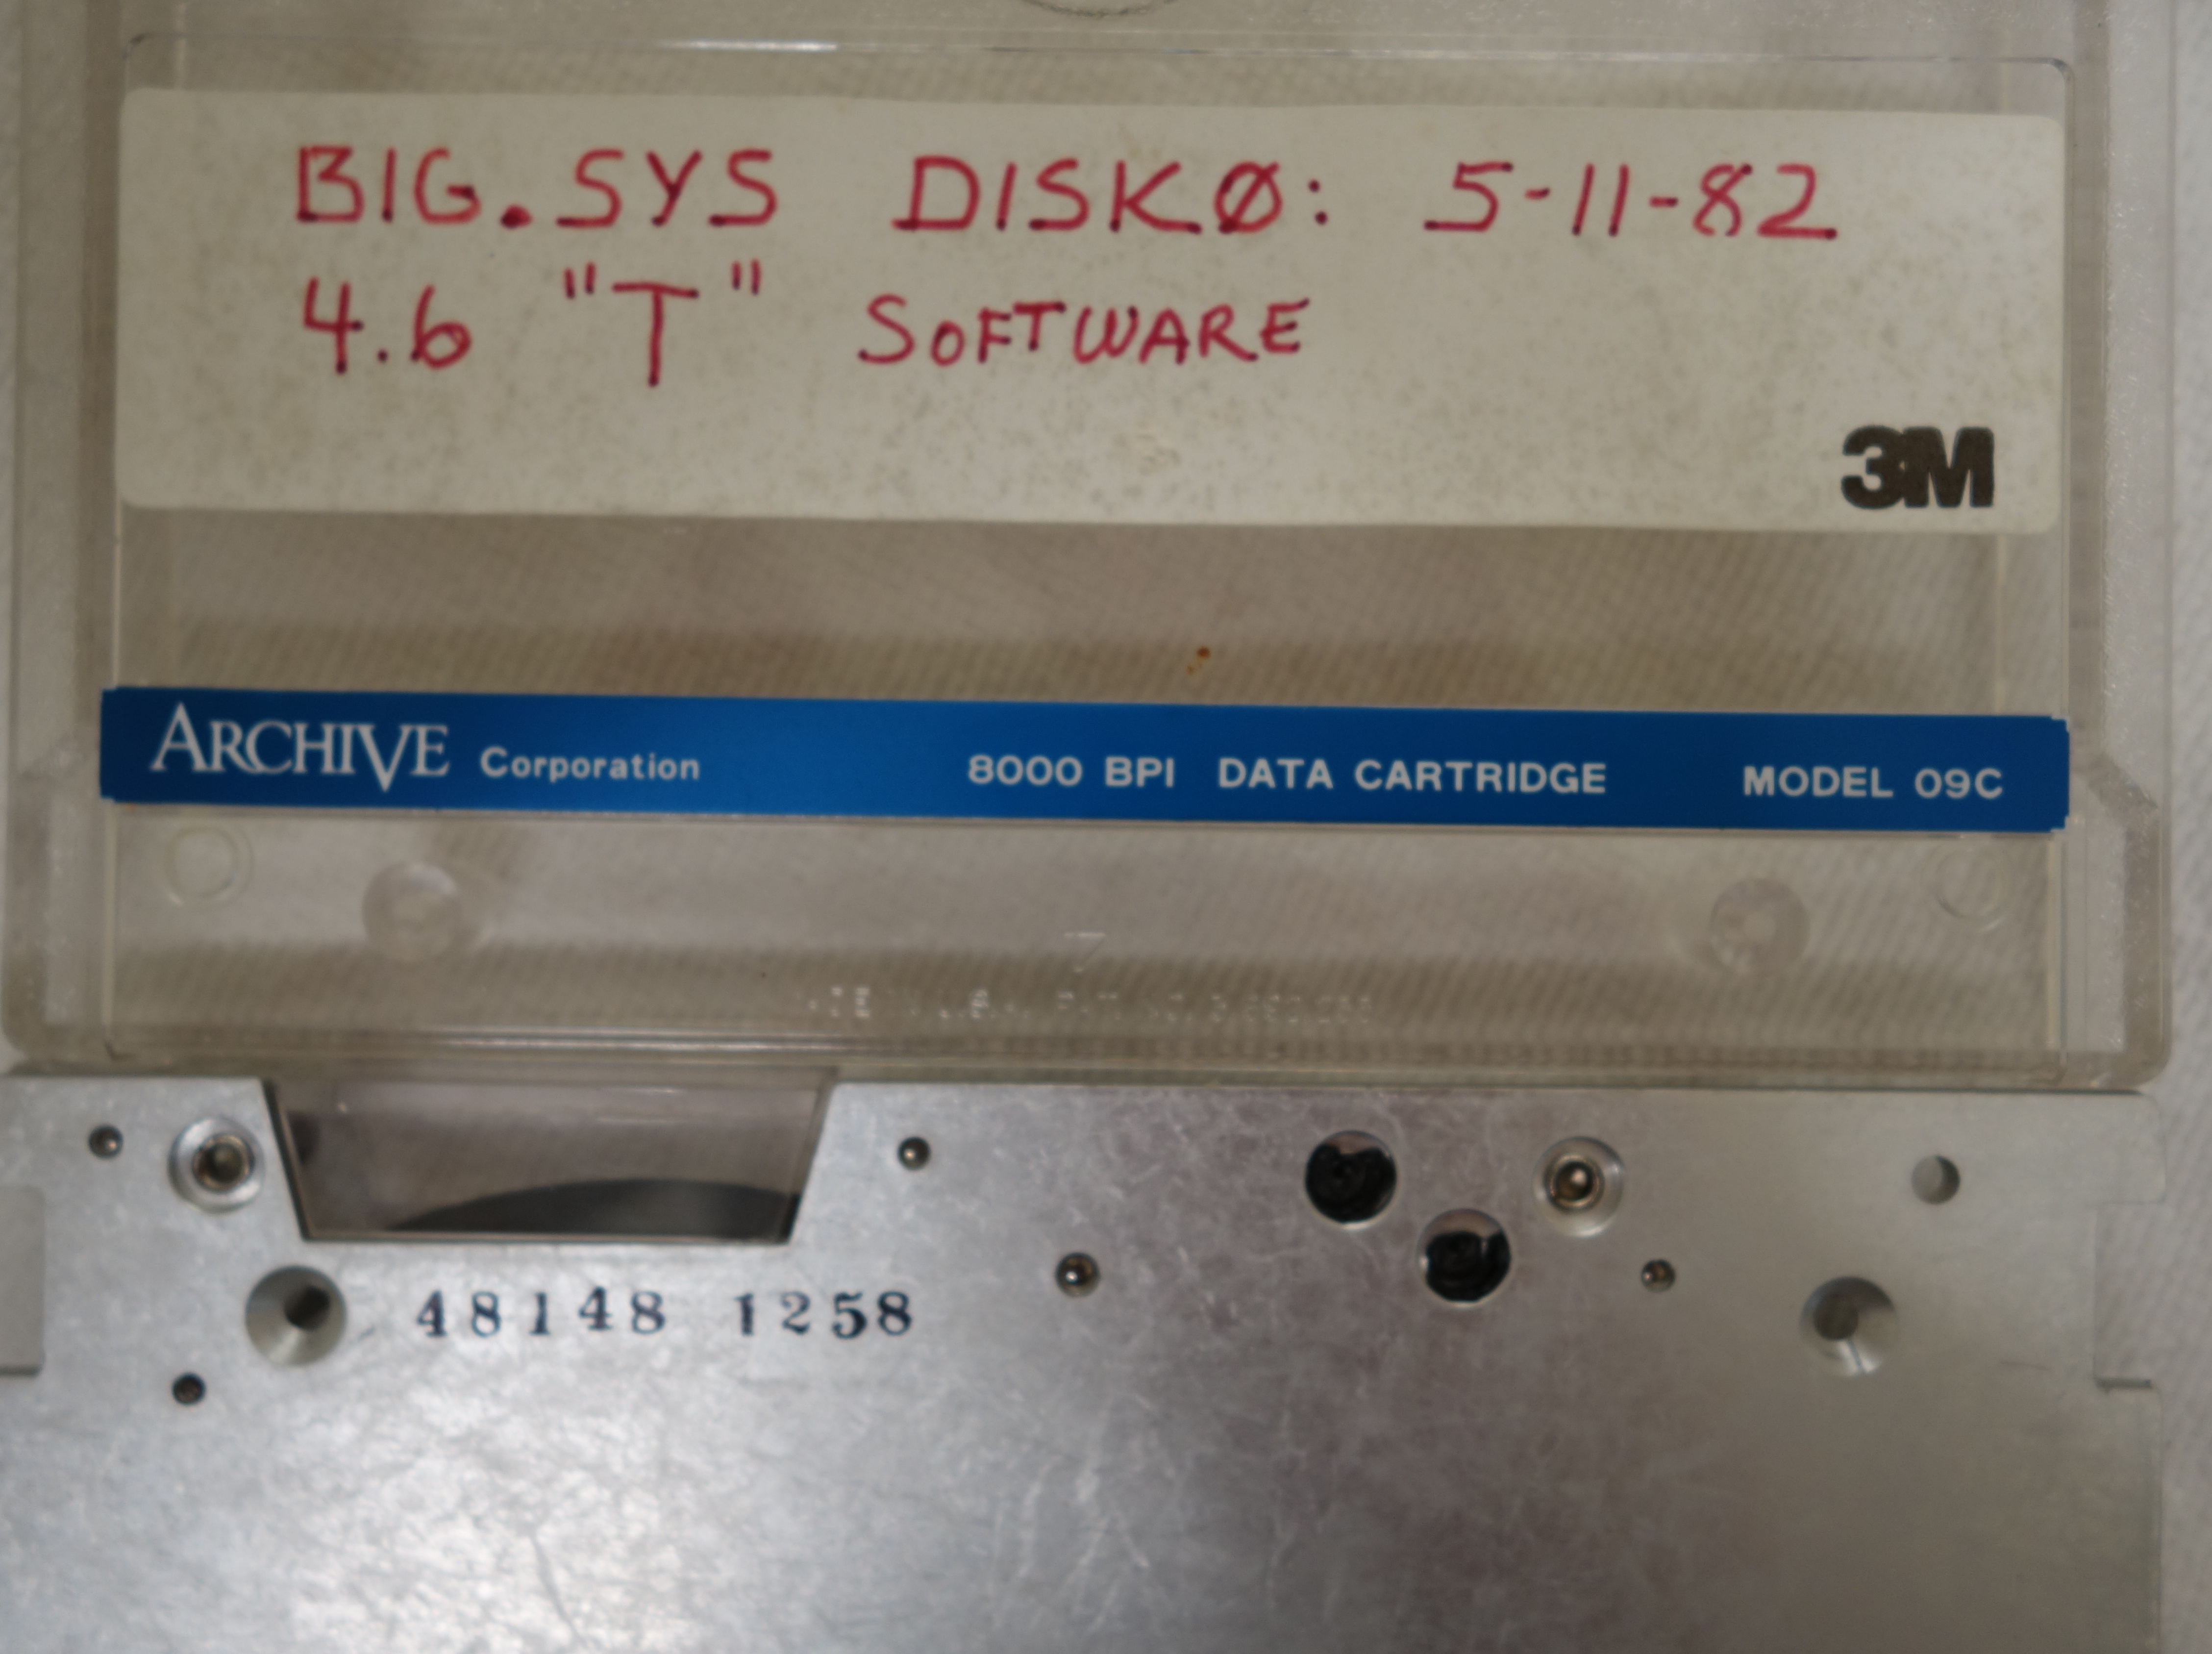 BIG.SYS DISKØ: 5-11-82
4.6 "T" SOFTWARE
3M
ARCHIVE Corporation 8000 BPI DATA CARTRIDGE MODEL 09C
48148 1258